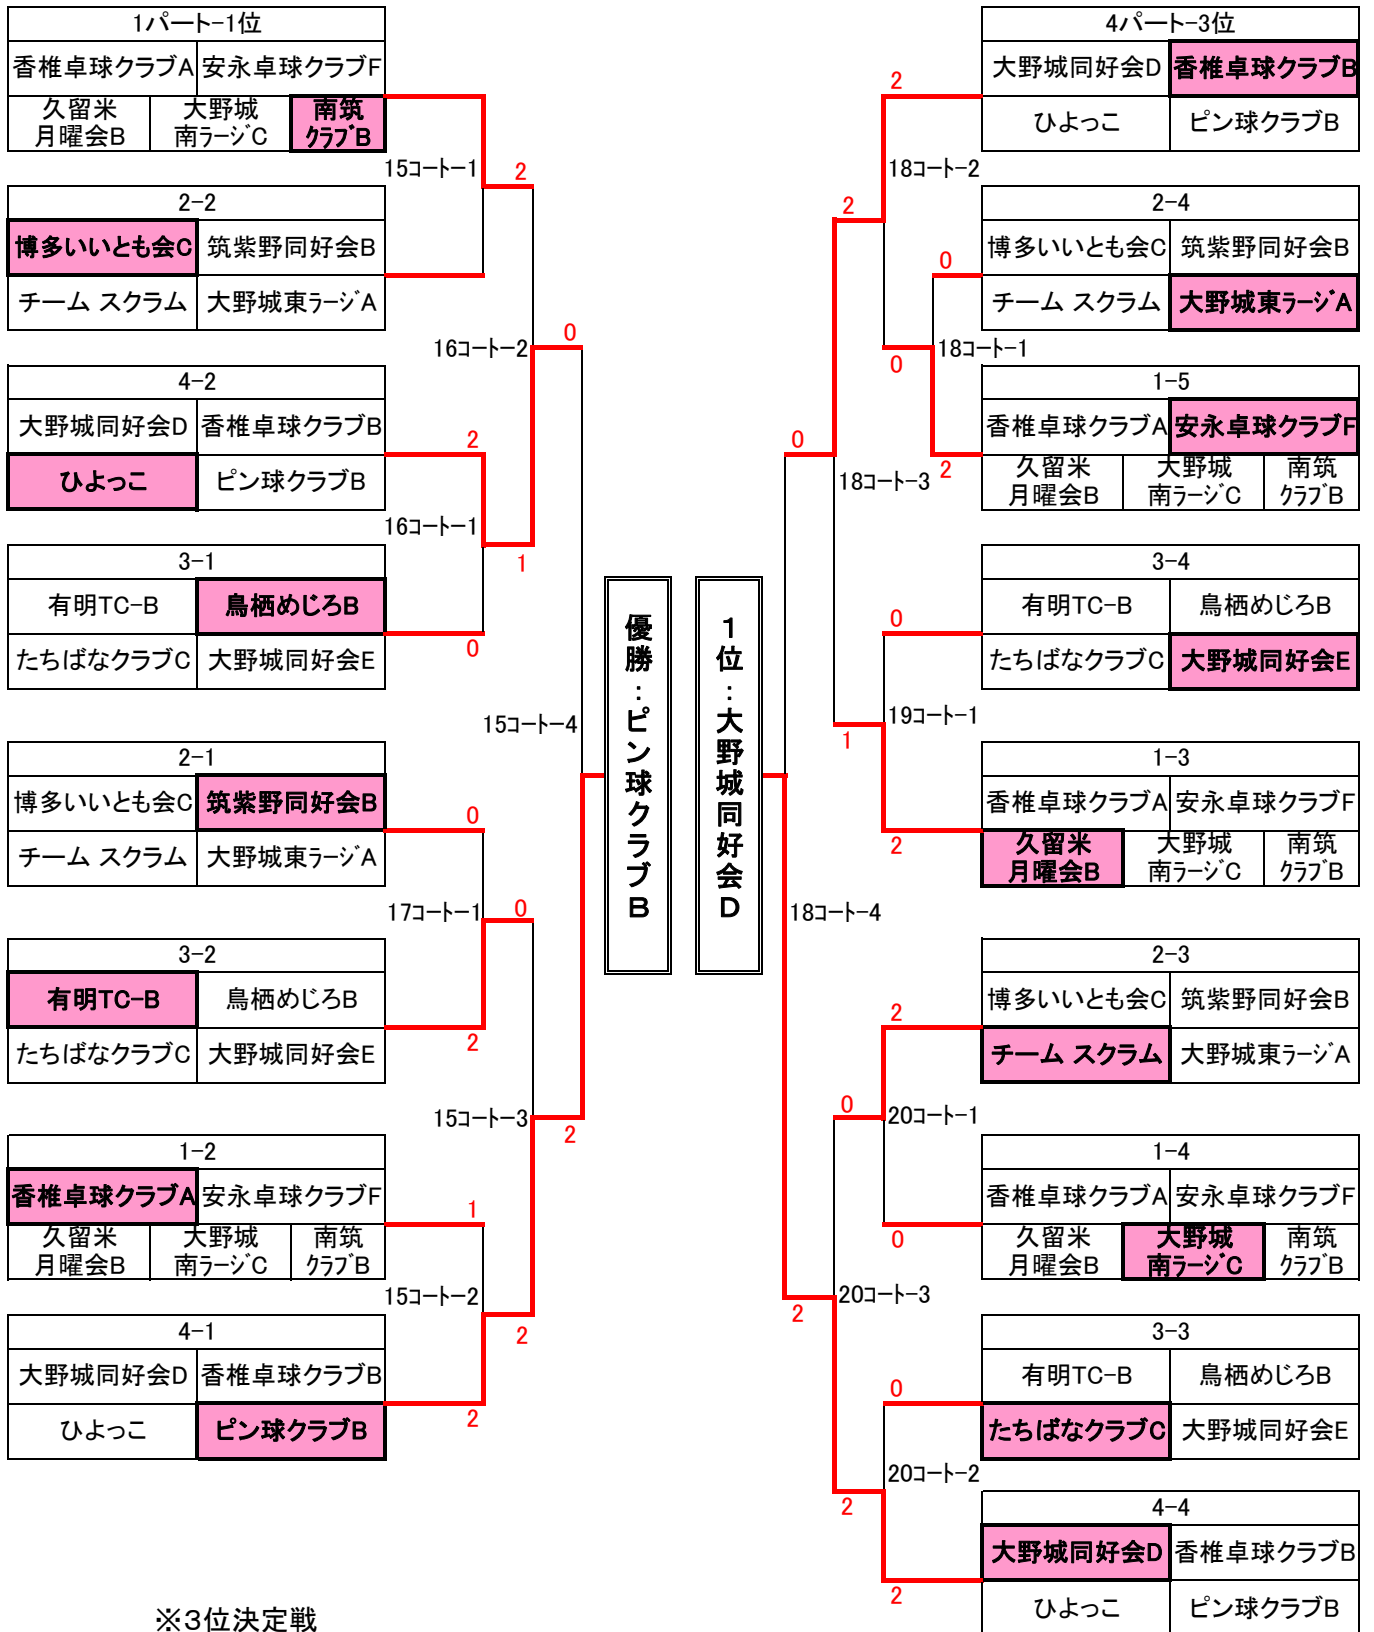 1パート-1位
香椎卓球クラブA 安永卓球クラブF
久留米 大野城 南筑
月曜会B 南ラージC クラブB
15コート-1
2
2-2
博多いいとも会C 筑紫野同好会B
チーム スクラム 大野城東ラージA
16コート-2
0
4-2
大野城同好会D 香椎卓球クラブB
2
ひよっこ ピン球クラブB
16コート-1
1
3-1
有明TC-B 鳥栖めじろB
たちばなクラブC 大野城同好会E
0
15コート-4
2-1
博多いいとも会C 筑紫野同好会B
0
チーム スクラム 大野城東ラージA
17コート-1
0
3-2
有明TC-B 鳥栖めじろB
たちばなクラブC 大野城同好会E
2
15コート-3
2
1-2
香椎卓球クラブA 安永卓球クラブF
1
久留米 大野城 南筑
月曜会B 南ラージC クラブB
15コート-2
2
4-1
大野城同好会D 香椎卓球クラブB
ひよっこ ピン球クラブB
2
※3位決定戦
優勝:ピン球クラブB
1位:大野城同好会D
4パート-3位
大野城同好会D 香椎卓球クラブB
2
ひよっこ ピン球クラブB
18コート-2
2
2-4
博多いいとも会C 筑紫野同好会B
0
チーム スクラム 大野城東ラージA
18コート-1
0
1-5
香椎卓球クラブA 安永卓球クラブF
0
久留米 大野城 南筑
月曜会B 南ラージC クラブB
2
18コート-3
3-4
有明TC-B 鳥栖めじろB
0
たちばなクラブC 大野城同好会E
19コート-1
1
1-3
香椎卓球クラブA 安永卓球クラブF
久留米 大野城 南筑
月曜会B 南ラージC クラブB
2
18コート-4
2-3
博多いいとも会C 筑紫野同好会B
2
チーム スクラム 大野城東ラージA
0
20コート-1
1-4
香椎卓球クラブA 安永卓球クラブF
久留米 大野城 南筑
月曜会B 南ラージC クラブB
0
20コート-3
2
3-3
有明TC-B 鳥栖めじろB
0
たちばなクラブC 大野城同好会E
20コート-2
2
4-4
大野城同好会D 香椎卓球クラブB
2
ひよっこ ピン球クラブB